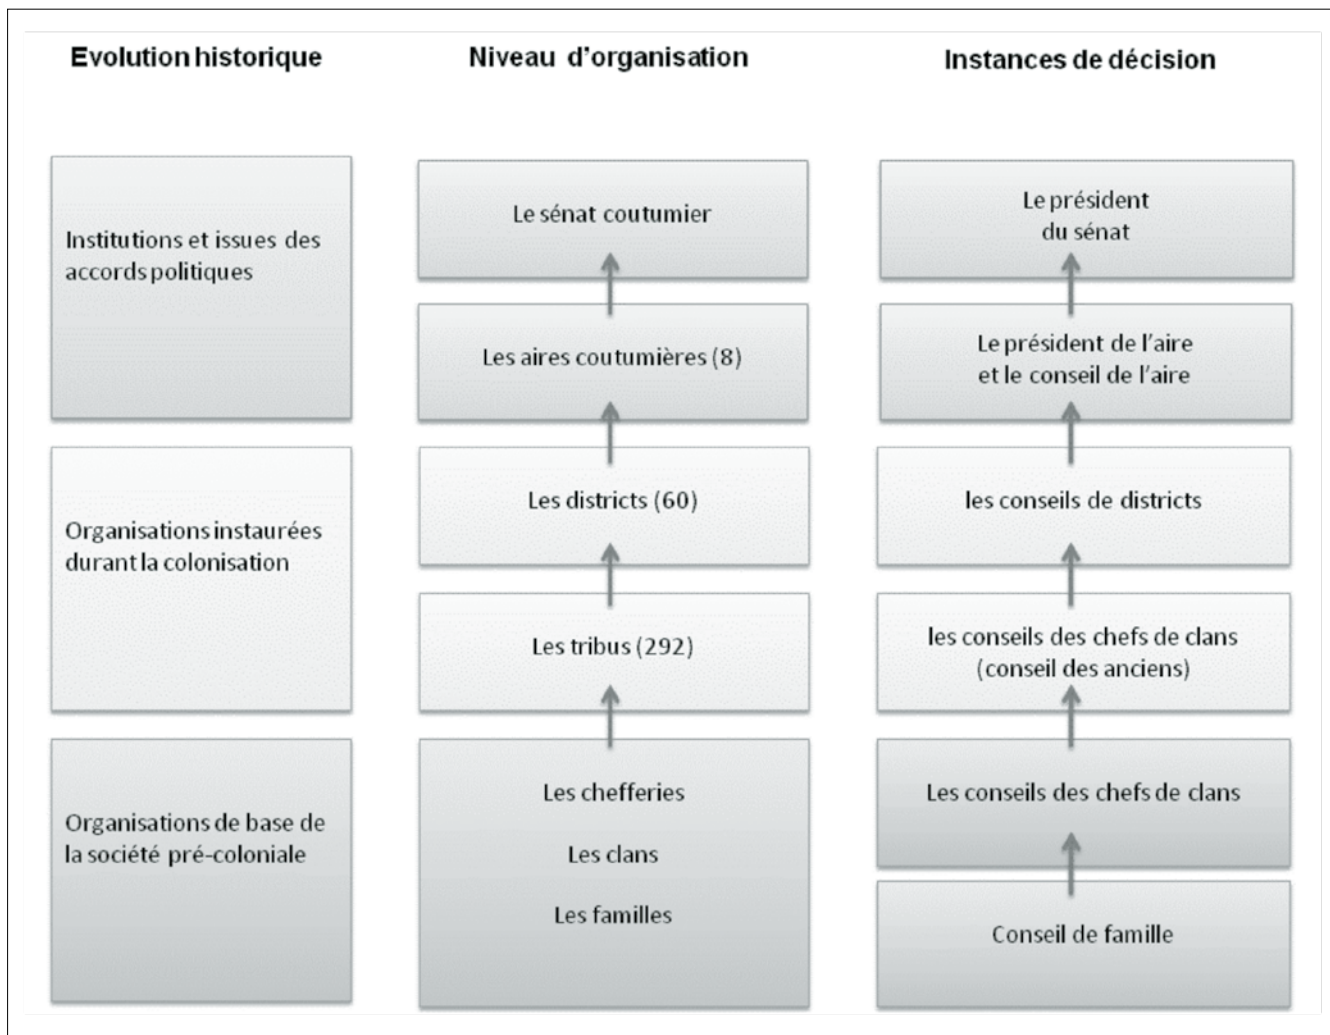 Evolution historique
Niveau d'organisation
Instances de décision
Institutions et issues des
accords politiques
Le sénat coutumier
Le président
du sénat
Les aires coutumières (8)
Le président de l'aire
et le conseil de l'aire
Organisations instaurées
durant la colonisation
Les districts (60)
les conseils de districts
Les tribus (292)
les conseils des chefs de clans
(conseil des anciens)
Organisations de base de
la société pré-coloniale
Les chefferies
Les clans
Les familles
Les conseils des chefs de clans
Conseil de famille